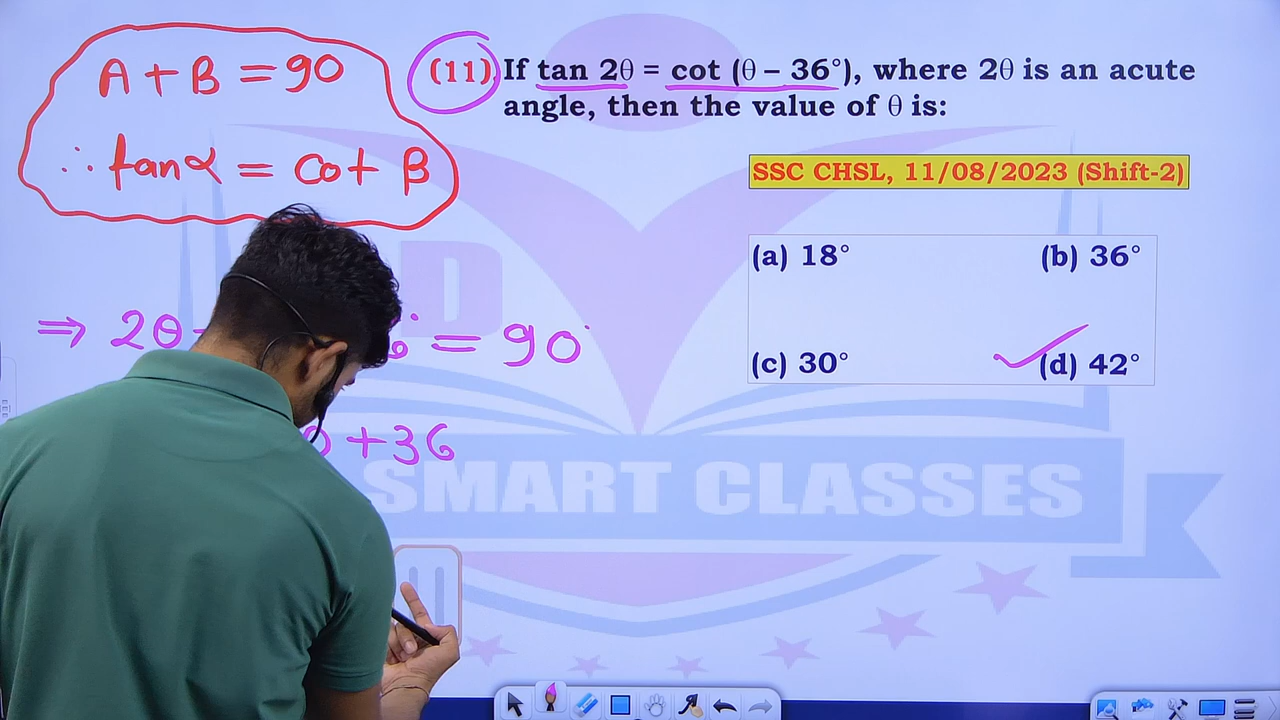 A + B = 90
∴ tan α = cot B
(11). If tan 2θ = cot (θ – 36°), where 2θ is an acute
angle, then the value of θ is:
SSC CHSL, 11/08/2023 (Shift-2)
(a) 18°
(b) 36°
(c) 30°
(d) 42°
⇒ 2θ = 90°
+ 36
D
SMART CLASSES